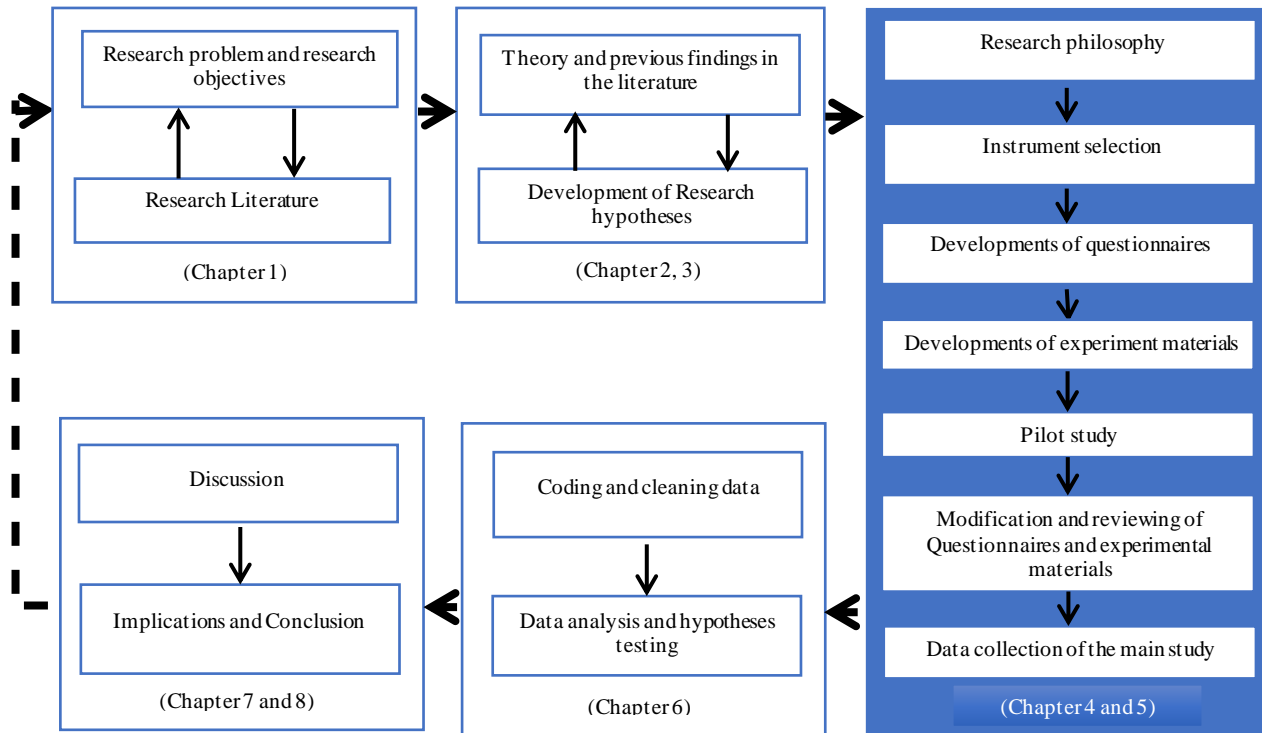 Research problem and research
objectives
Research Literature
(Chapter 1)
Theory and previous findings in
the literature
Development of Research
hypotheses
(Chapter 2, 3)
Research philosophy
Instrument selection
Developments of questionnaires
Developments of experiment materials
Pilot study
Modification and reviewing of
Questionnaires and experimental
materials
Data collection of the main study
(Chapter 4 and 5)
Coding and cleaning data
Data analysis and hypotheses
testing
(Chapter 6)
Discussion
Implications and Conclusion
(Chapter 7 and 8)